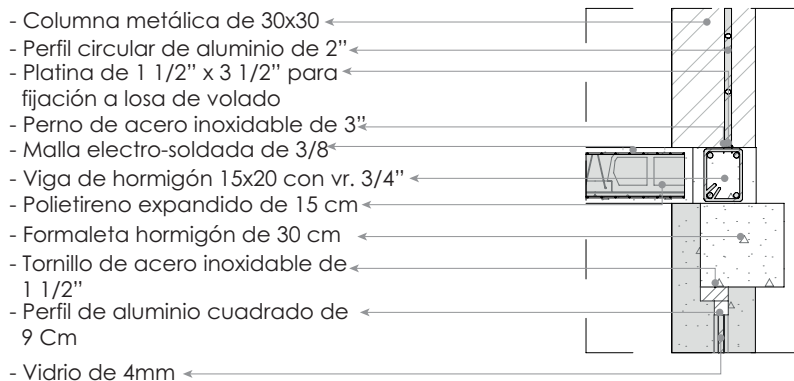 - Columna metálica de 30x30
- Perfil circular de aluminio de 2”
- Platina de 1 1/2” x 3 1/2” para
fijación a losa de volado
- Perno de acero inoxidable de 3”
- Malla electro-soldada de 3/8
- Viga de hormigón 15x20 con vr. 3/4”
- Polietireno expandido de 15 cm
- Formaleta hormigón de 30 cm
- Tornillo de acero inoxidable de
1 1/2”
- Perfil de aluminio cuadrado de
9 Cm
- Vidrio de 4mm